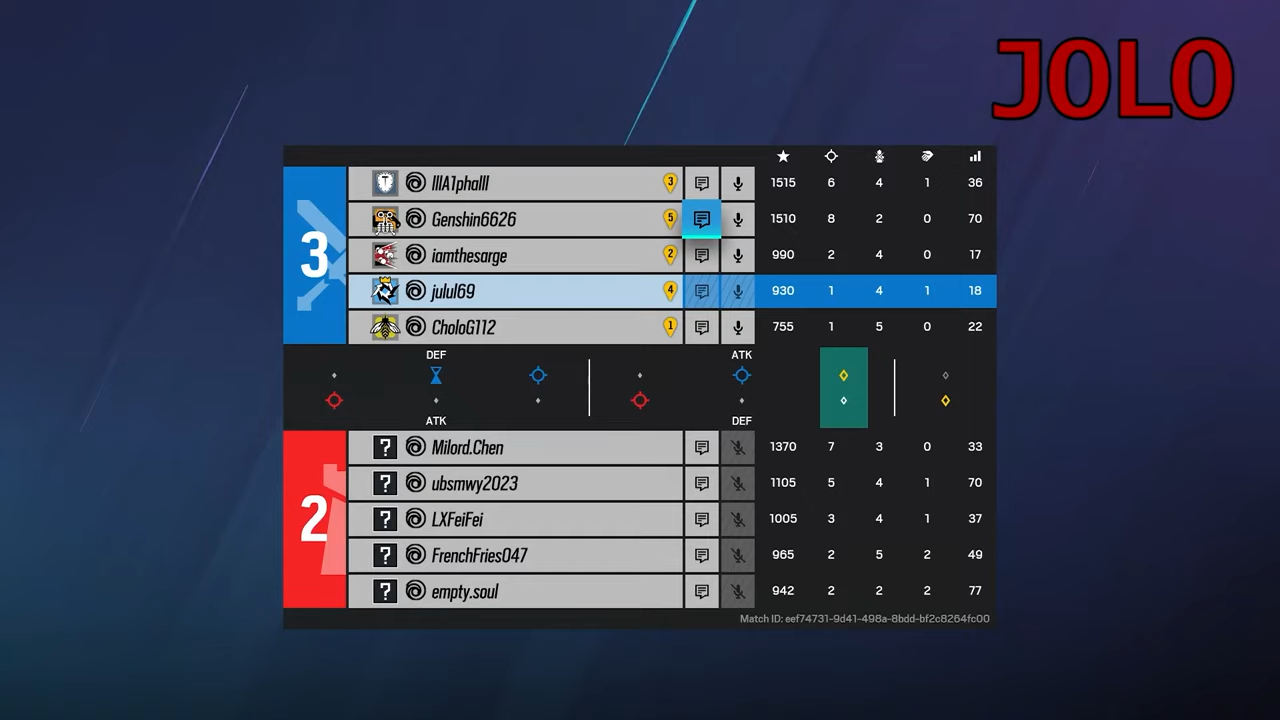 JOLO
3
lllA1phalll 3 1515 6 4 1 36
Genshin6626 5 1510 8 2 0 70
iamthesarge 2 990 2 4 0 17
julul69 4 930 1 4 1 18
CholoG112 1 755 1 5 0 22
DEF ATK
ATK DEF
2
? Milord.Chen 1370 7 3 0 33
? ubsmwy2023 1105 5 4 1 70
? LXFeiFei 1005 3 4 1 37
? FrenchFries047 965 2 5 2 49
? empty.soul 942 2 2 2 77
Match ID: eef74731-9d41-498a-8bdd-bf2c8264fc00